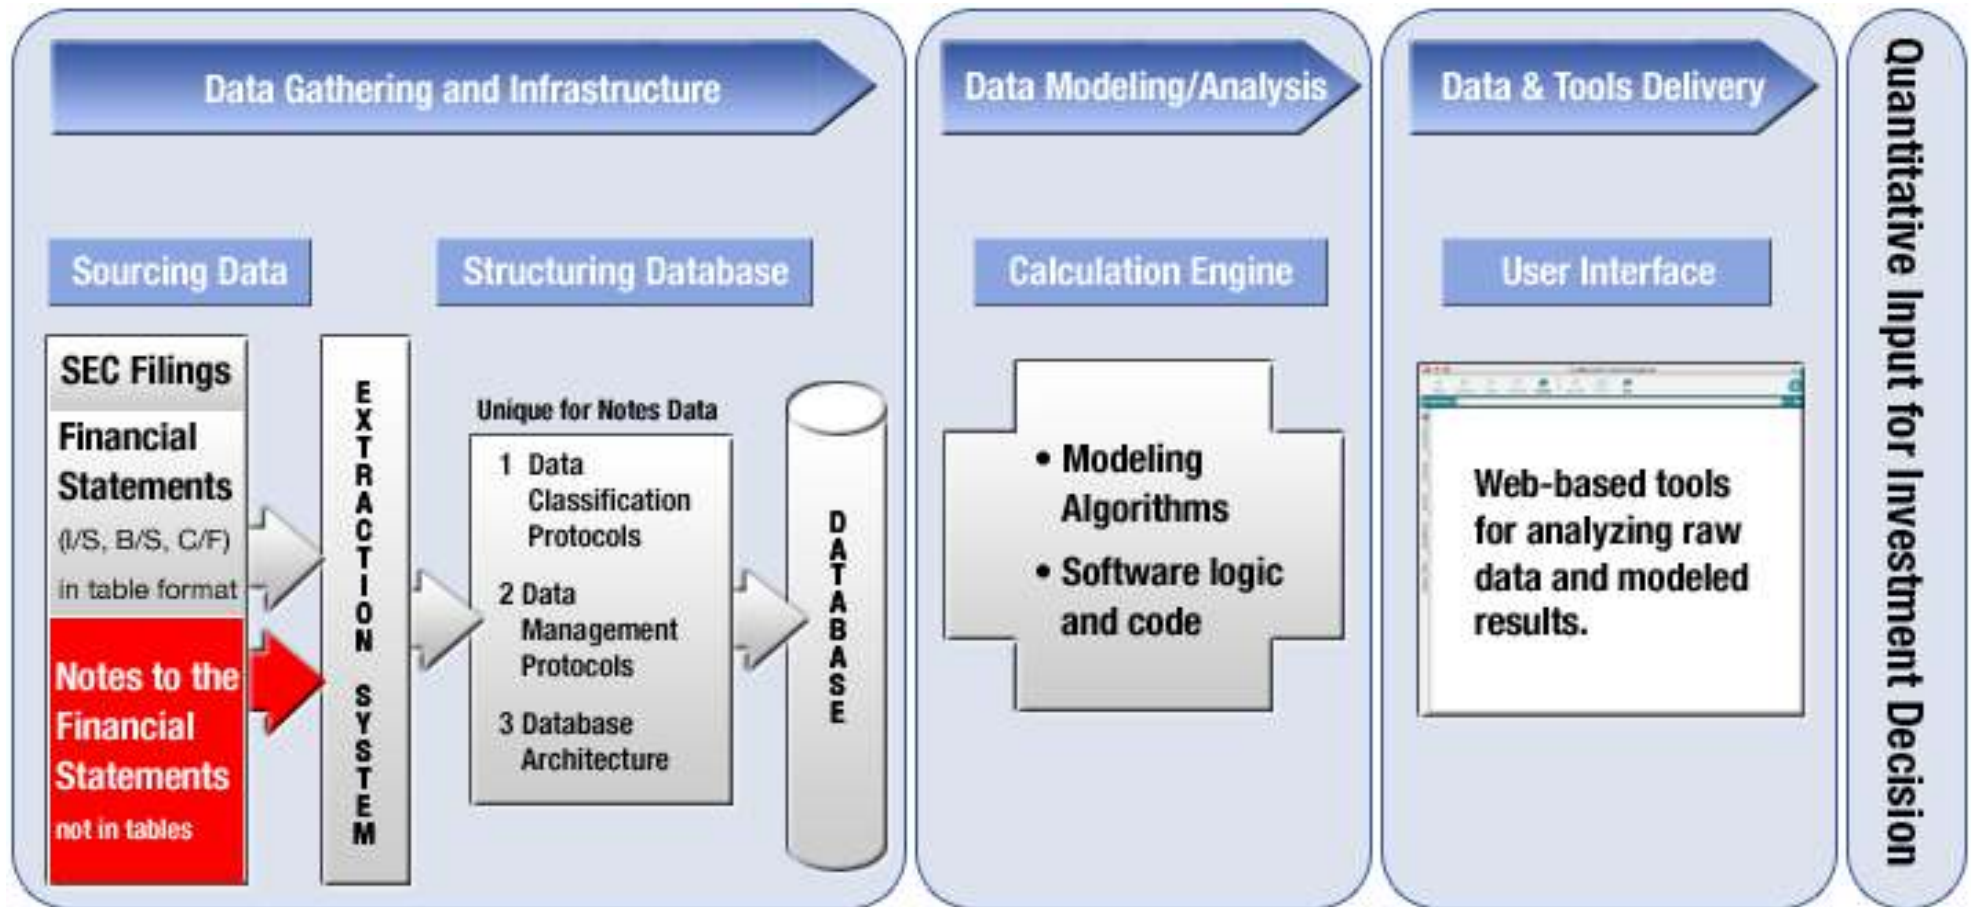 Data Gathering and Infrastructure
Data Modeling/Analysis
Data & Tools Delivery
Quantitative Input for Investment Decision
Sourcing Data
Structuring Database
Calculation Engine
User Interface
SEC Filings
Financial
Statements
(I/S, B/S, C/F)
in table format
Notes to the
Financial
Statements
not in tables
EXTRACTION SYSTEM
Unique for Notes Data
1 Data
Classification
Protocols
2 Data
Management
Protocols
3 Database
Architecture
DATABASE
• Modeling
Algorithms
• Software logic
and code
Web-based tools
for analyzing raw
data and modeled
results.